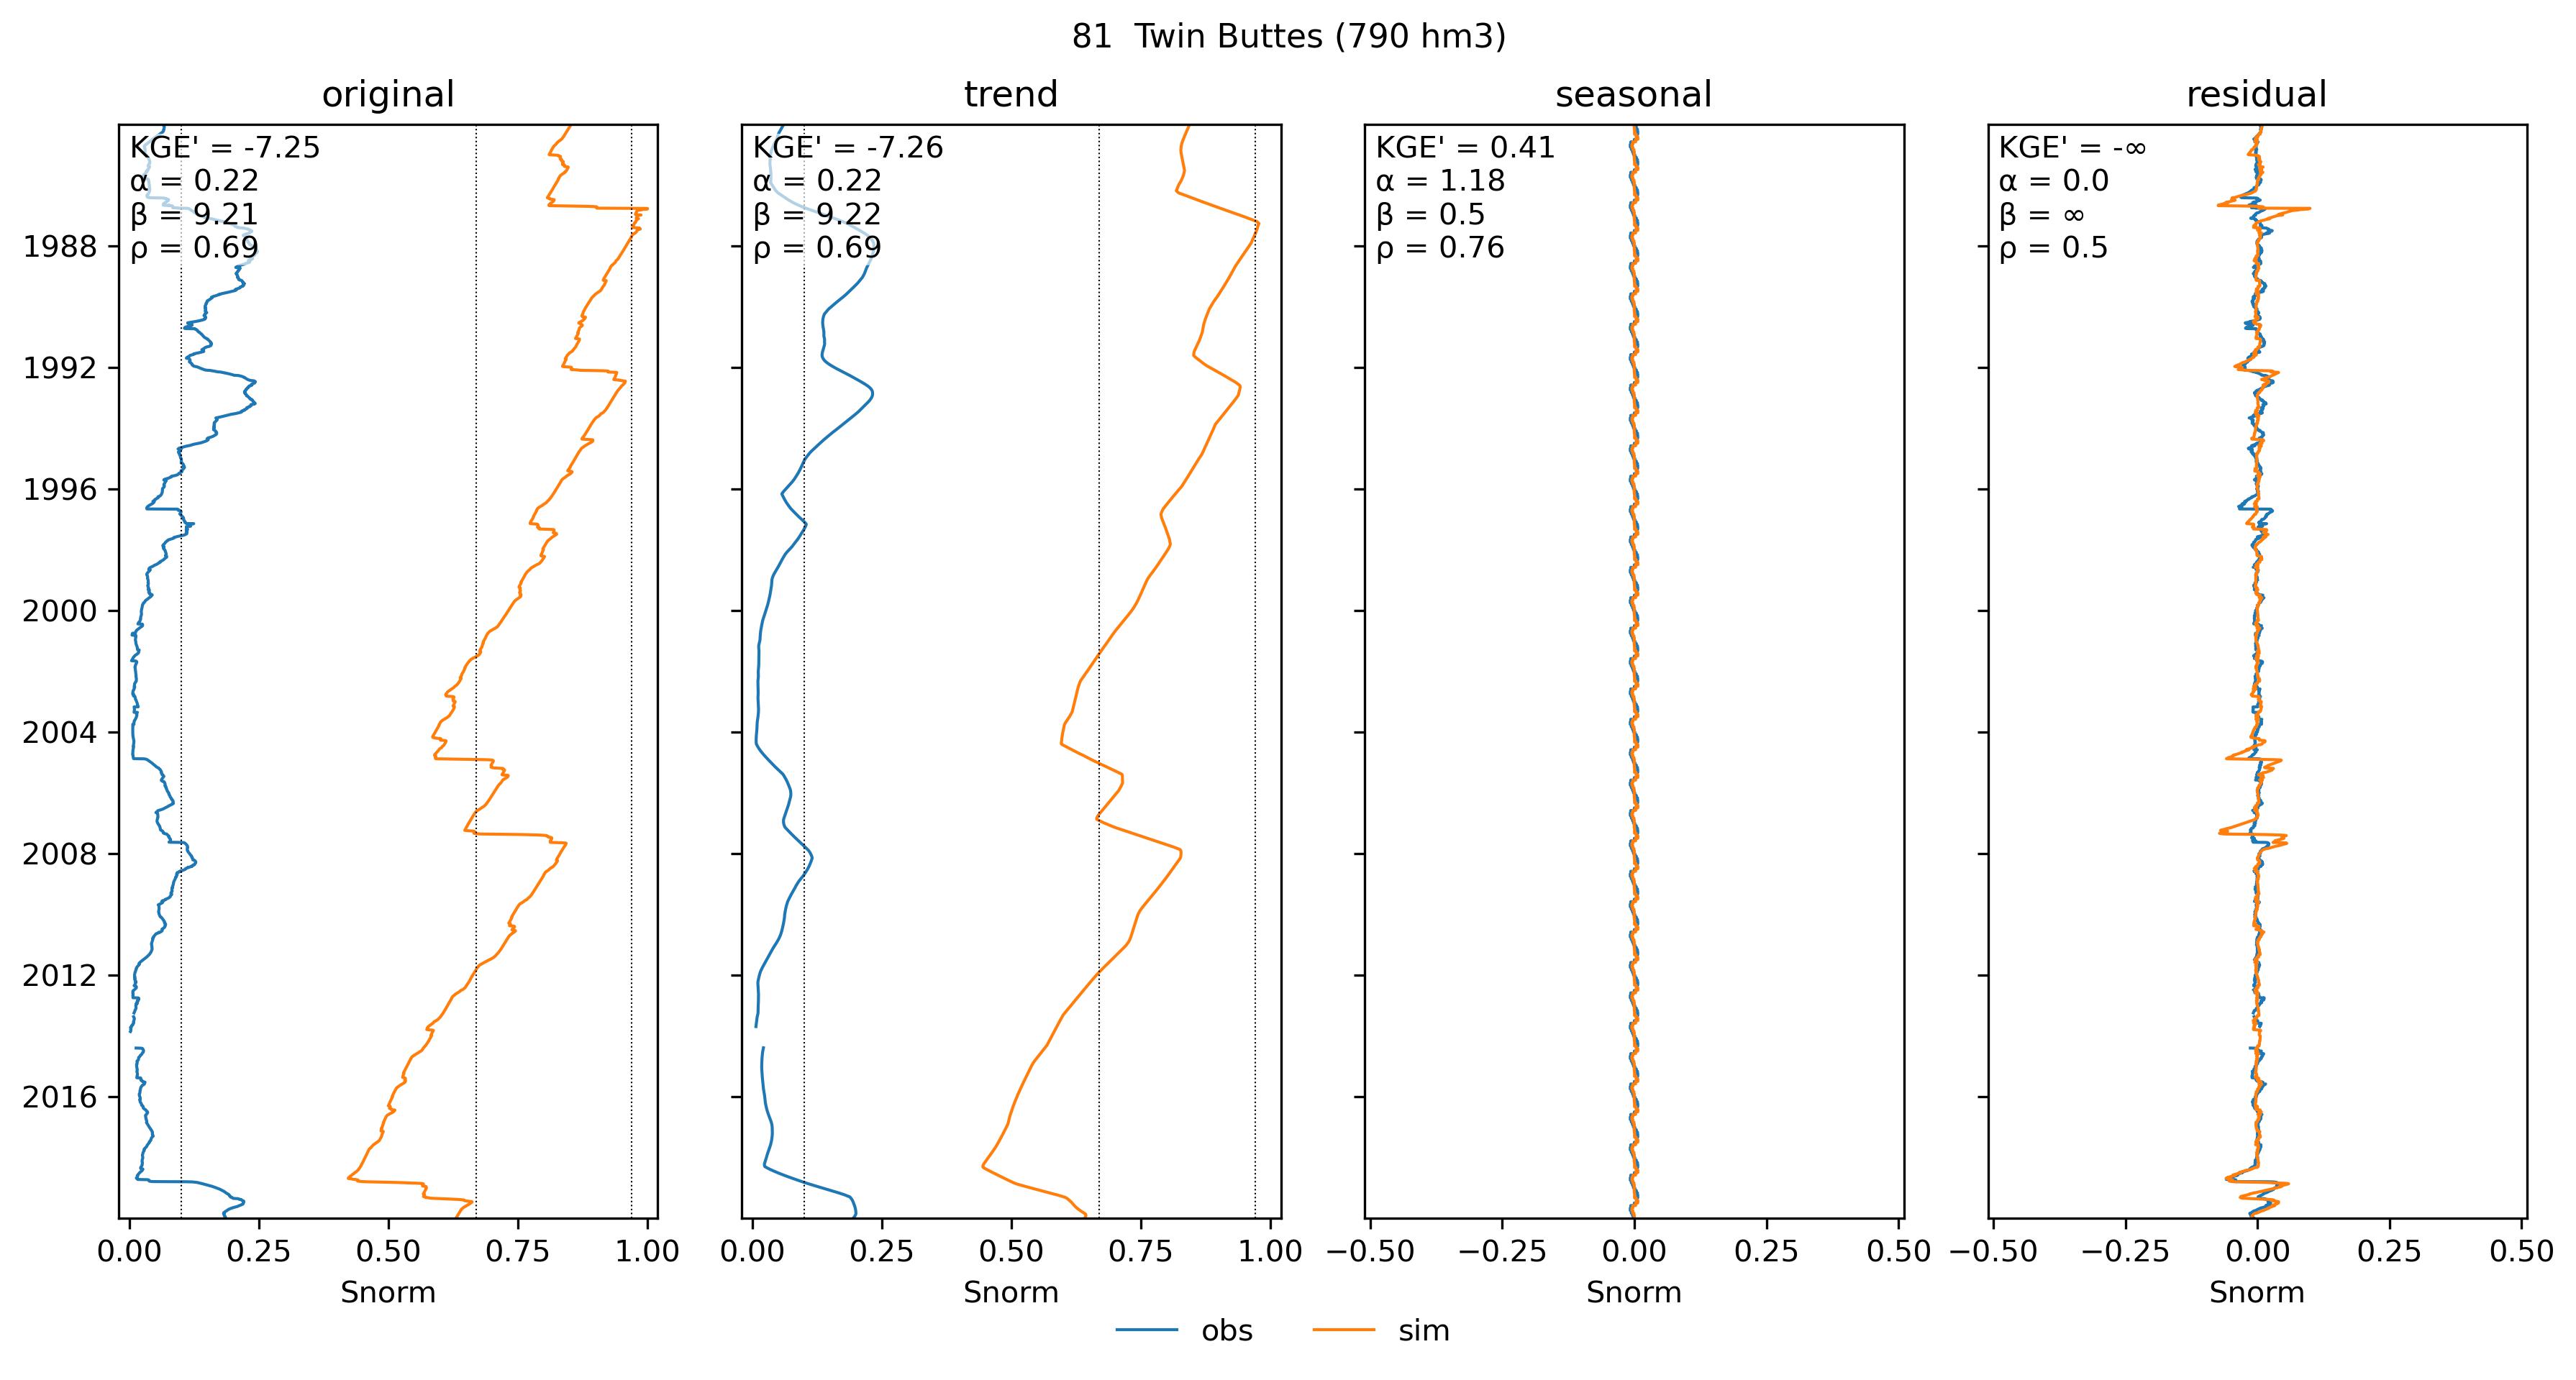 81  Twin Buttes (790 hm3)
original
trend
seasonal
residual
KGE' = -7.25
α = 0.22
β = 9.21
ρ = 0.69
KGE' = -7.26
α = 0.22
β = 9.22
ρ = 0.69
KGE' = 0.41
α = 1.18
β = 0.5
ρ = 0.76
KGE' = -∞
α = 0.0
β = ∞
ρ = 0.5
1988
1992
1996
2000
2004
2008
2012
2016
0.00 0.25 0.50 0.75 1.00
0.00 0.25 0.50 0.75 1.00
−0.50 −0.25 0.00 0.25 0.50
−0.50 −0.25 0.00 0.25 0.50
Snorm
Snorm
Snorm
Snorm
obs
sim